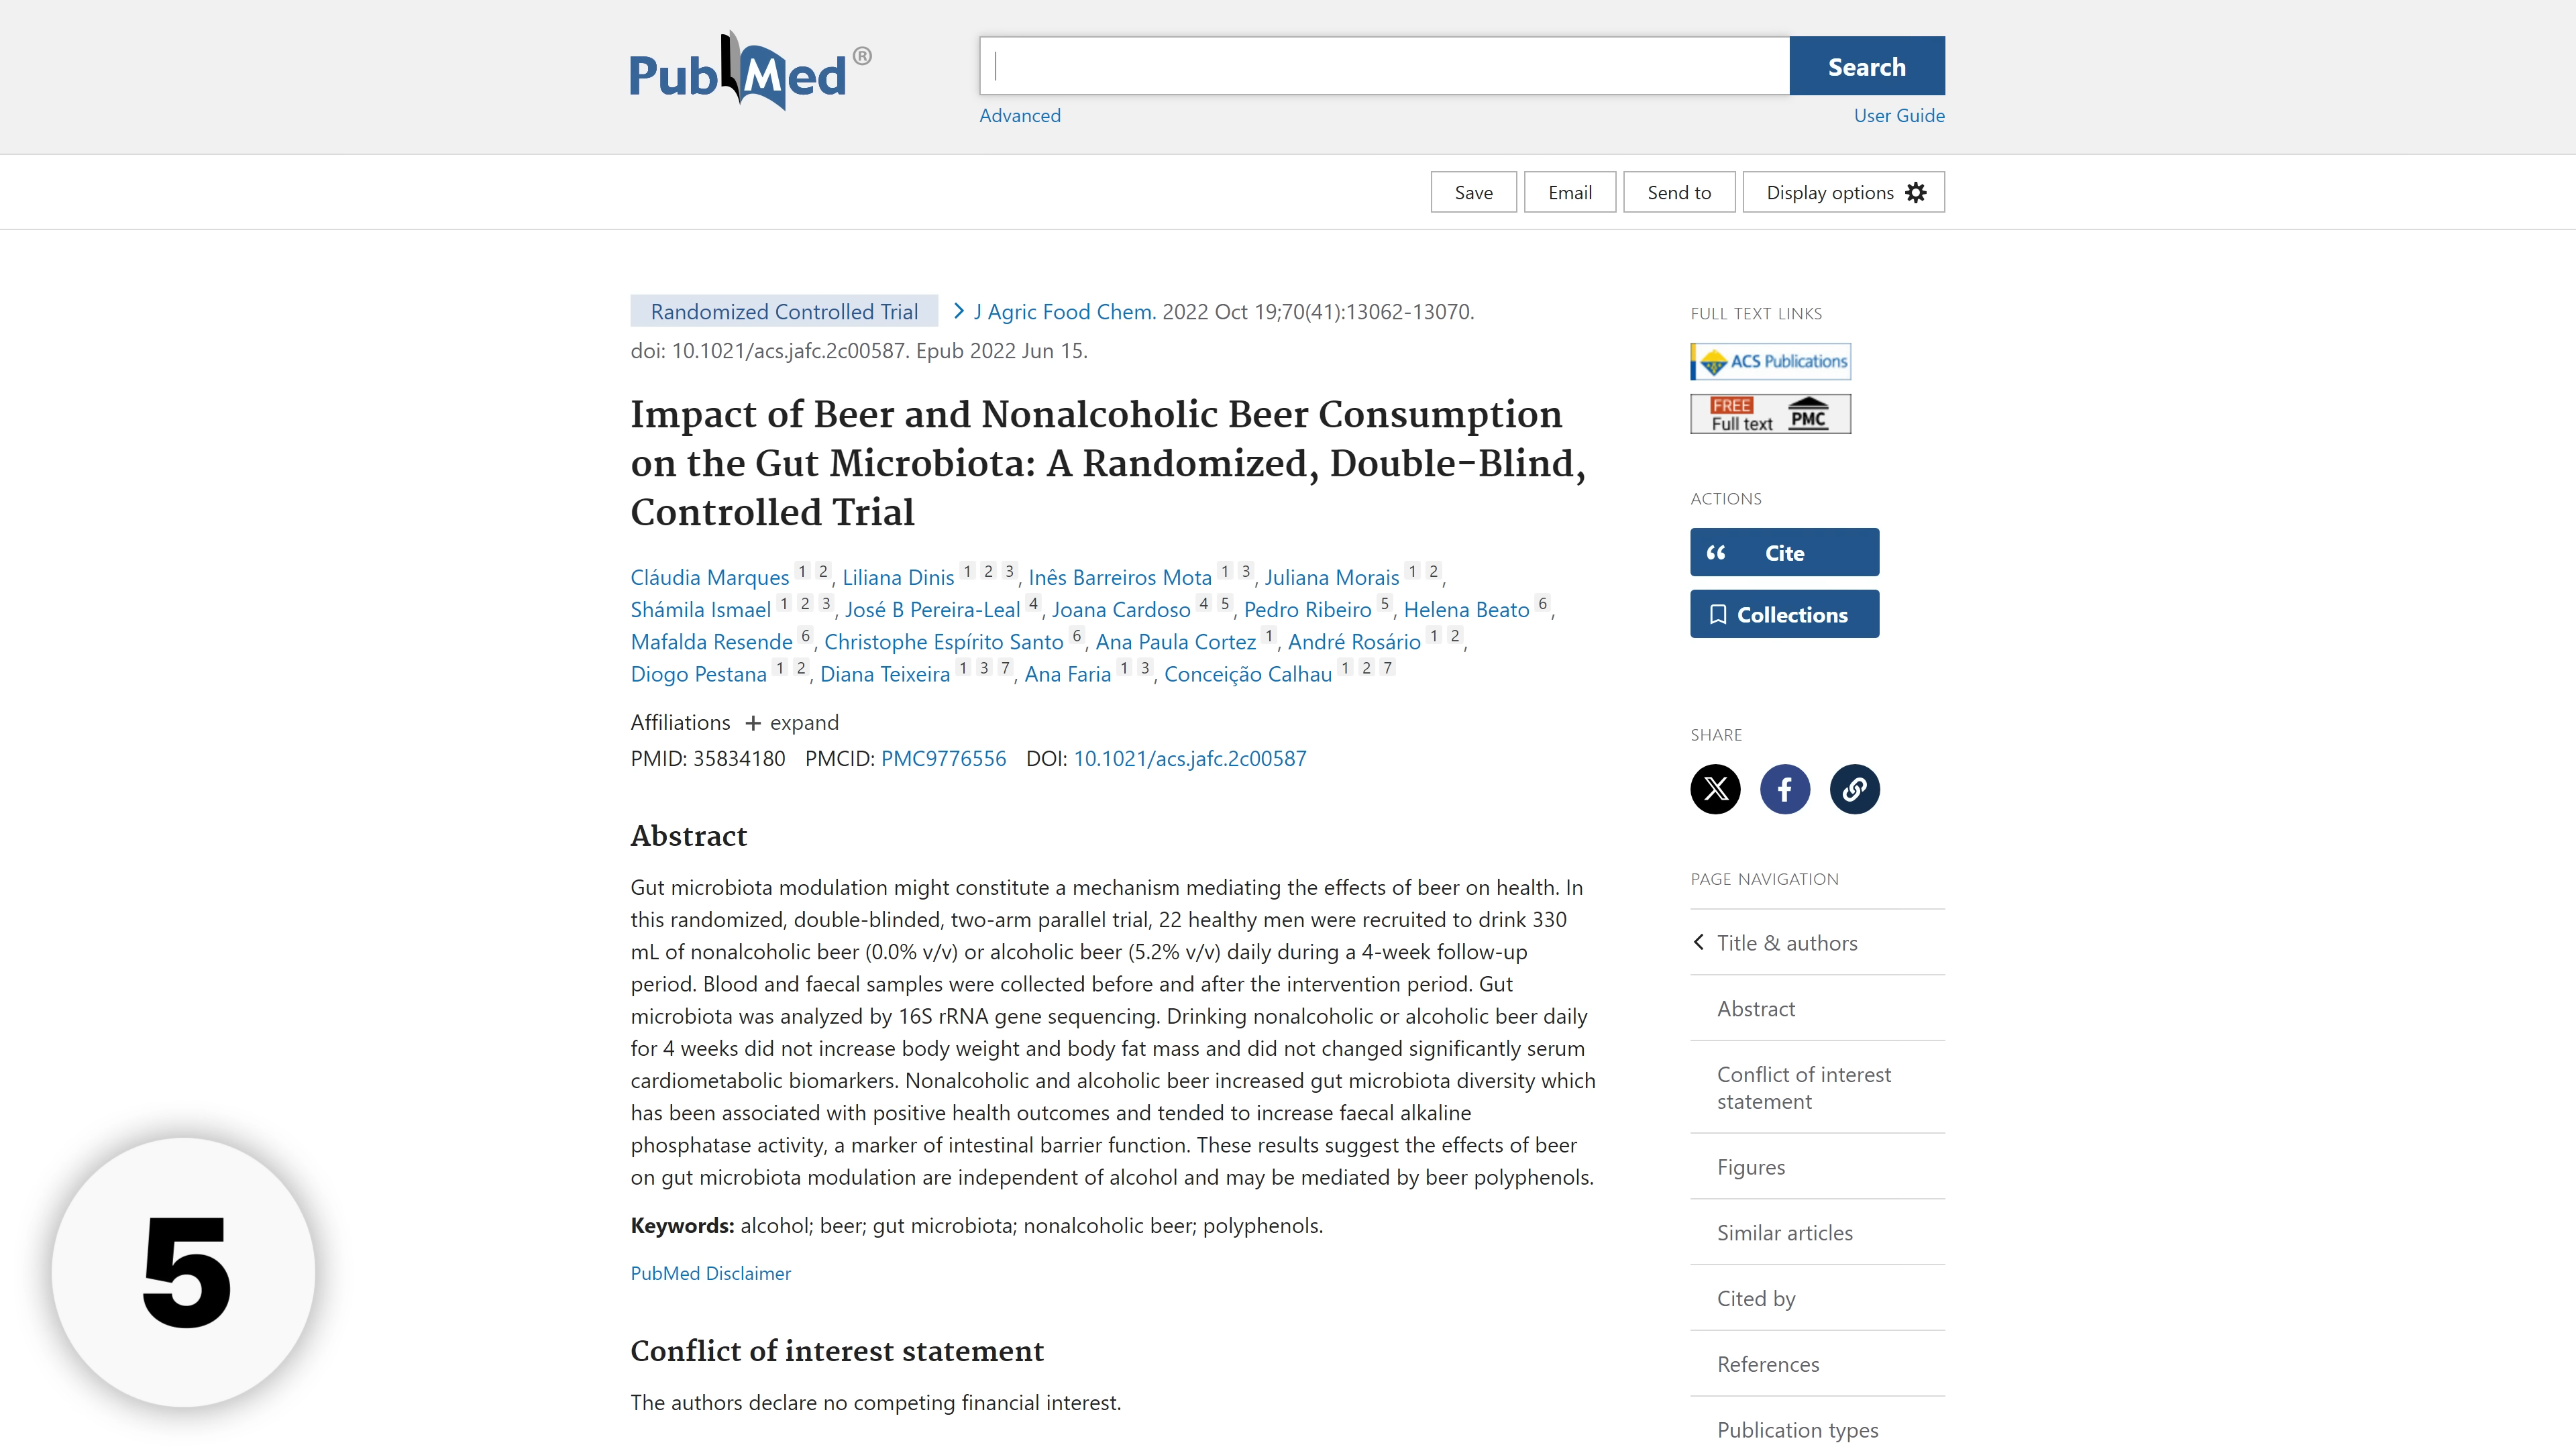 PubMed®
Search
Advanced
User Guide
Save
Email
Send to
Display options
Randomized Controlled Trial
J Agric Food Chem. 2022 Oct 19;70(41):13062-13070.
doi: 10.1021/acs.jafc.2c00587. Epub 2022 Jun 15.
Impact of Beer and Nonalcoholic Beer Consumption
on the Gut Microbiota: A Randomized, Double-Blind,
Controlled Trial
Cláudia Marques 1 2, Liliana Dinis 1 2 3, Inês Barreiros Mota 1 3, Juliana Morais 1 2,
Shámila Ismael 1 2 3, José B Pereira-Leal 4, Joana Cardoso 4 5, Pedro Ribeiro 5, Helena Beato 6,
Mafalda Resende 6, Christophe Espírito Santo 6, Ana Paula Cortez 1, André Rosário 1 2,
Diogo Pestana 1 2, Diana Teixeira 1 3 7, Ana Faria 1 3, Conceição Calhau 1 2 7
Affiliations + expand
PMID: 35834180 PMCID: PMC9776556 DOI: 10.1021/acs.jafc.2c00587
Abstract
Gut microbiota modulation might constitute a mechanism mediating the effects of beer on health. In
this randomized, double-blinded, two-arm parallel trial, 22 healthy men were recruited to drink 330
mL of nonalcoholic beer (0.0% v/v) or alcoholic beer (5.2% v/v) daily during a 4-week follow-up
period. Blood and faecal samples were collected before and after the intervention period. Gut
microbiota was analyzed by 16S rRNA gene sequencing. Drinking nonalcoholic or alcoholic beer daily
for 4 weeks did not increase body weight and body fat mass and did not changed significantly serum
cardiometabolic biomarkers. Nonalcoholic and alcoholic beer increased gut microbiota diversity which
has been associated with positive health outcomes and tended to increase faecal alkaline
phosphatase activity, a marker of intestinal barrier function. These results suggest the effects of beer
on gut microbiota modulation are independent of alcohol and may be mediated by beer polyphenols.
Keywords: alcohol; beer; gut microbiota; nonalcoholic beer; polyphenols.
PubMed Disclaimer
Conflict of interest statement
The authors declare no competing financial interest.
FULL TEXT LINKS
ACS Publications
FREE
Full text PMC
ACTIONS
Cite
Collections
SHARE
PAGE NAVIGATION
Title & authors
Abstract
Conflict of interest
statement
Figures
Similar articles
Cited by
References
Publication types
5